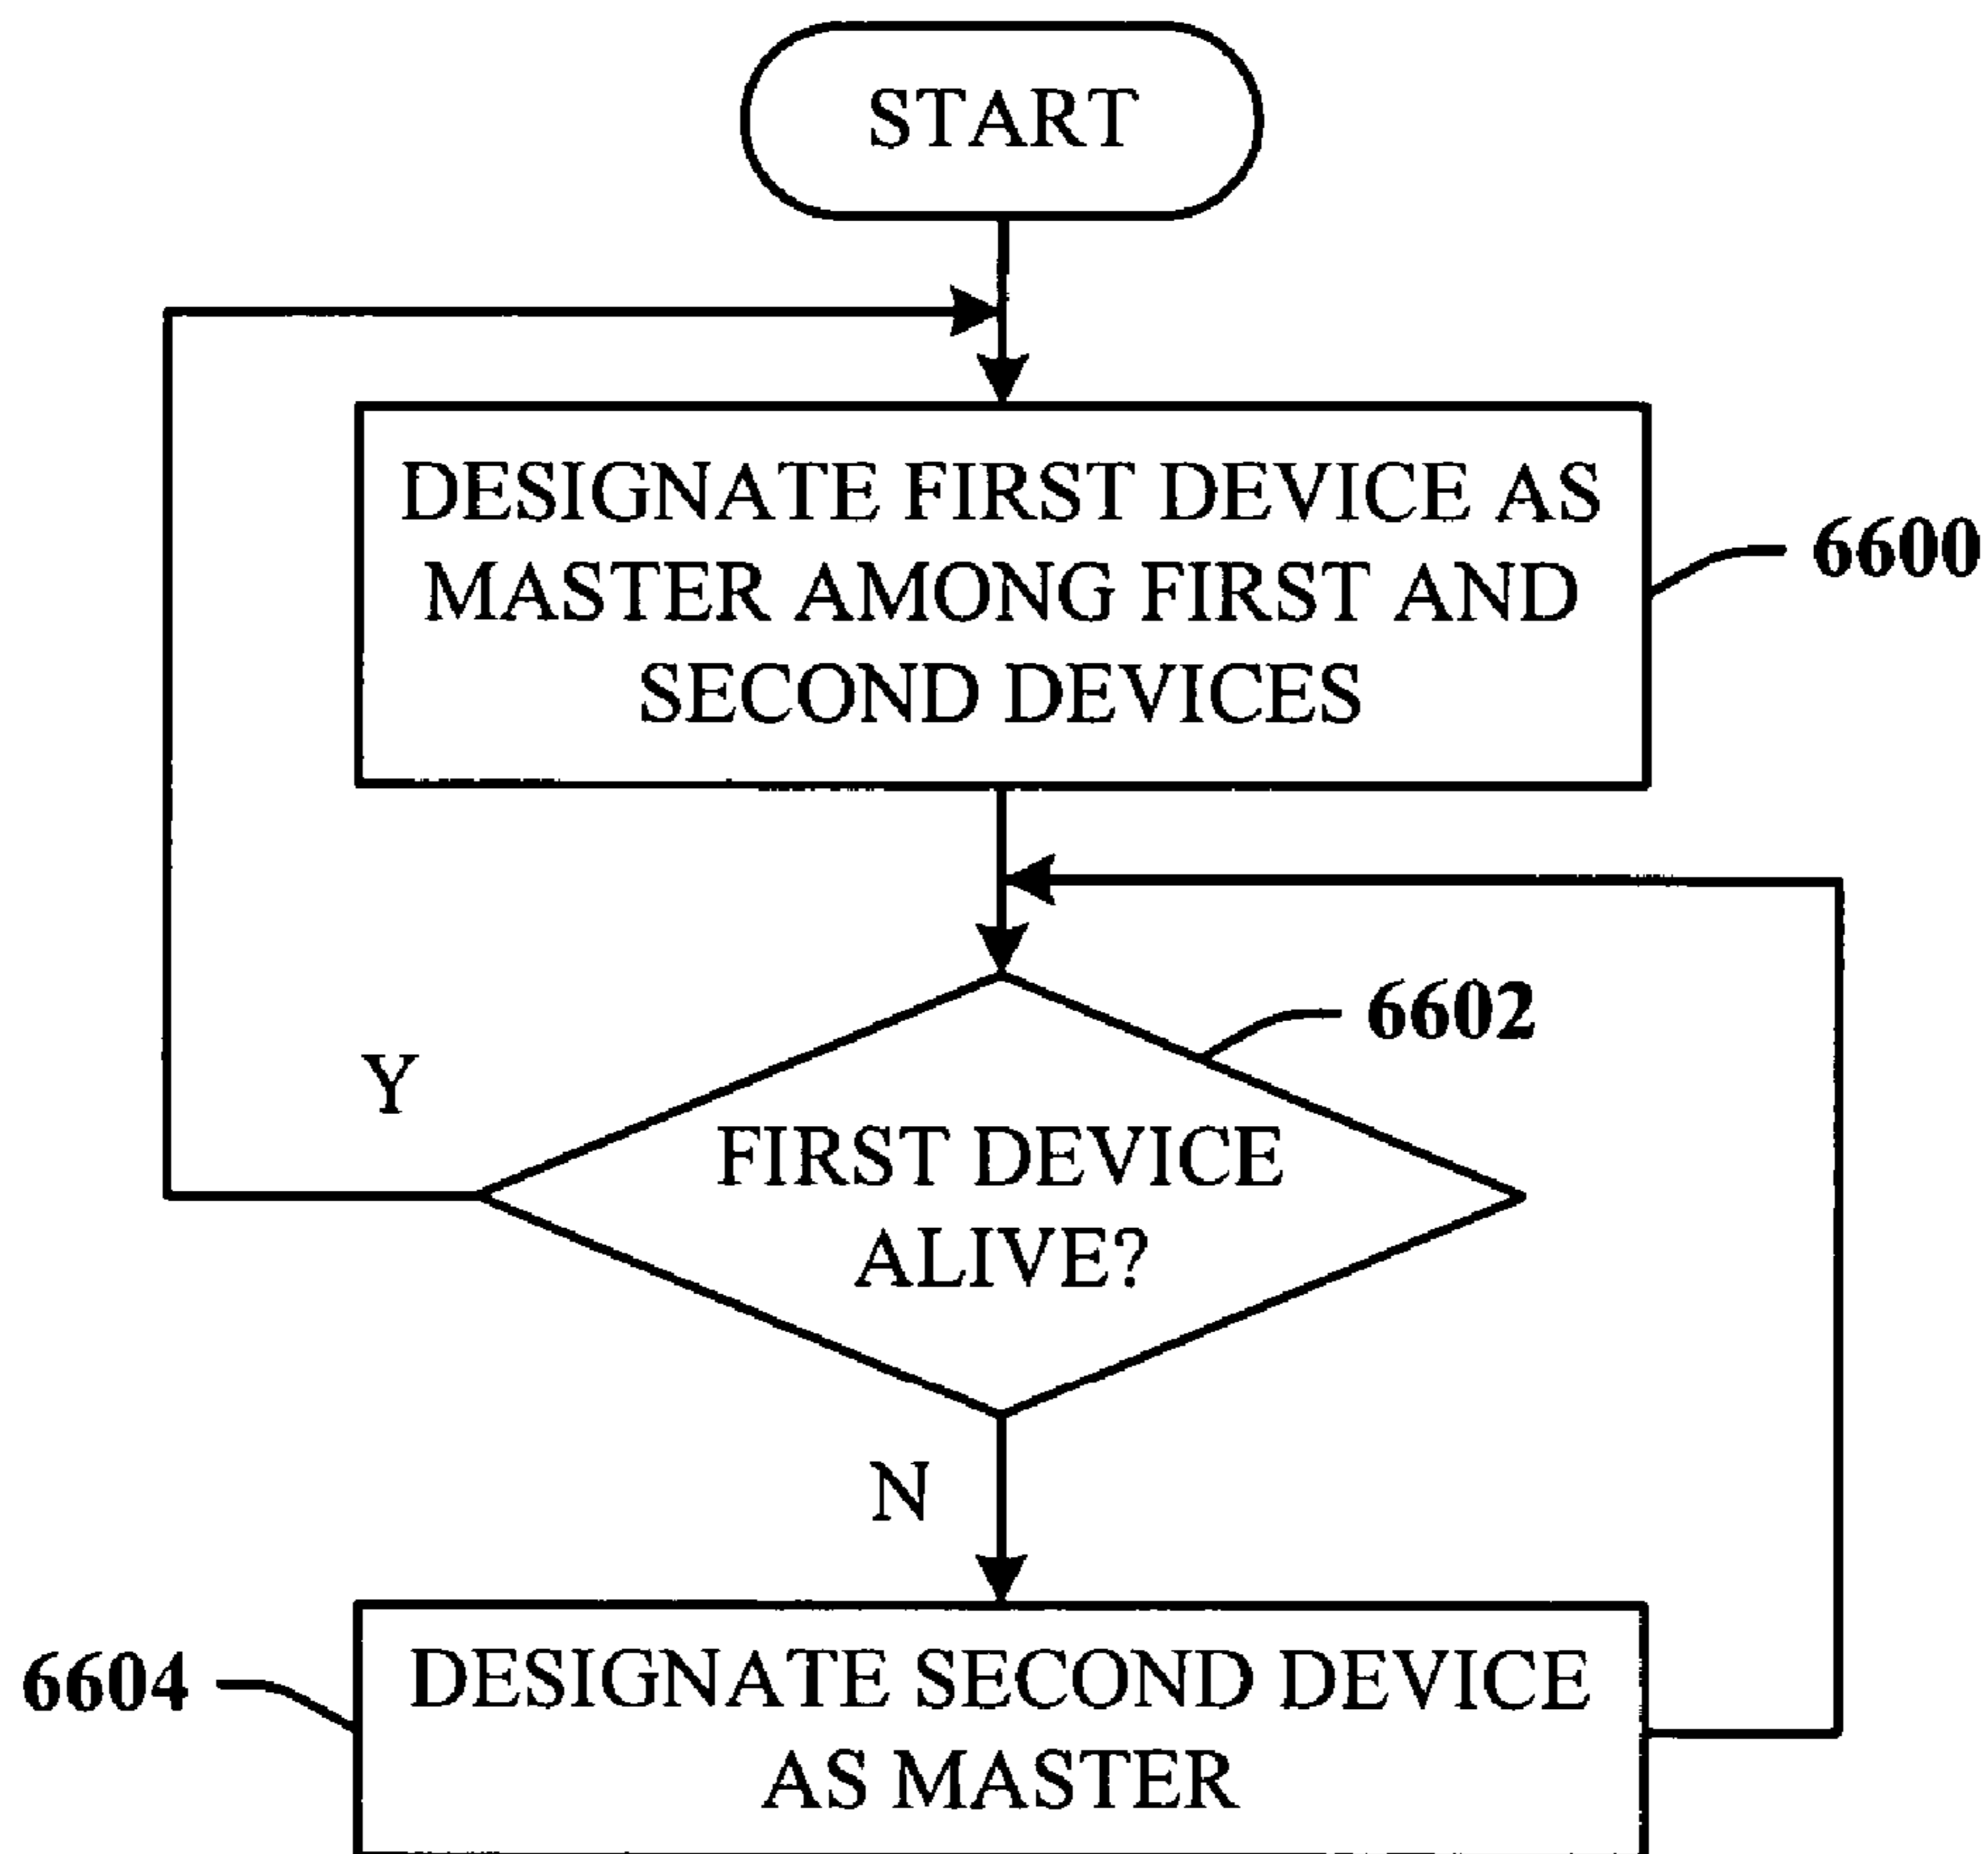 START
DESIGNATE FIRST DEVICE AS
MASTER AMONG FIRST AND
SECOND DEVICES
6600
6602
Y
FIRST DEVICE
ALIVE?
N
6604
DESIGNATE SECOND DEVICE
AS MASTER